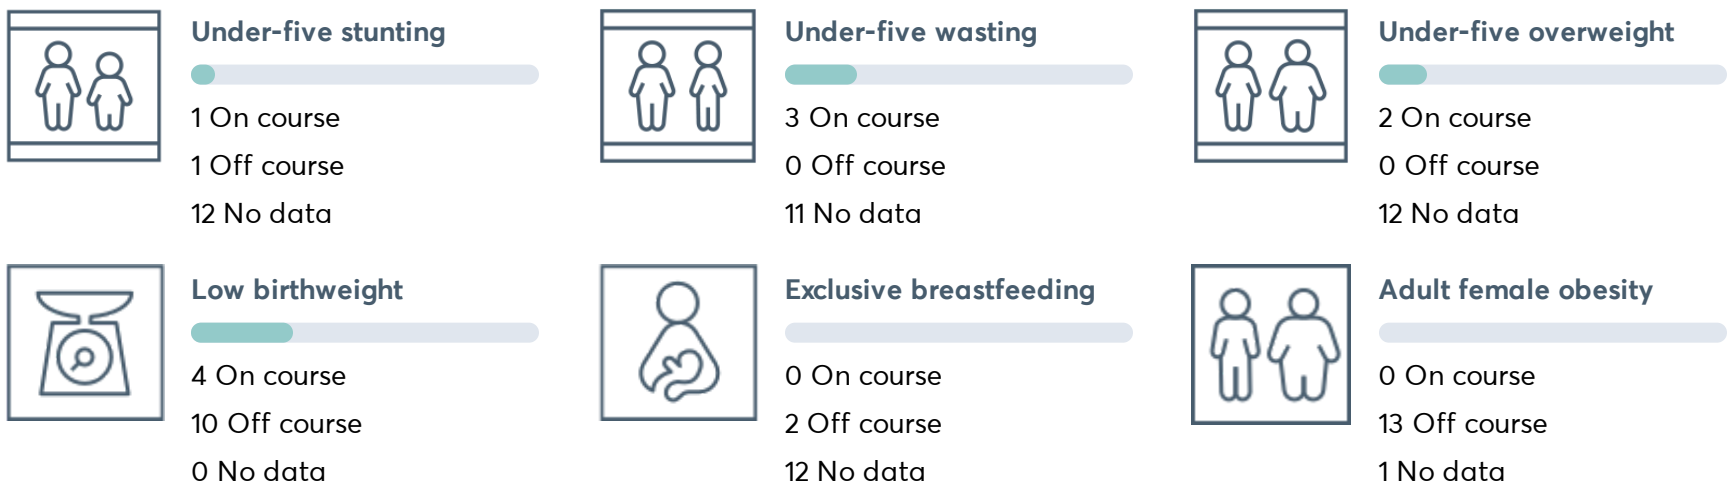 Under-five stunting
1 On course
1 Off course
12 No data
Under-five wasting
3 On course
0 Off course
11 No data
Under-five overweight
2 On course
0 Off course
12 No data
Low birthweight
4 On course
10 Off course
0 No data
Exclusive breastfeeding
0 On course
2 Off course
12 No data
Adult female obesity
0 On course
13 Off course
1 No data